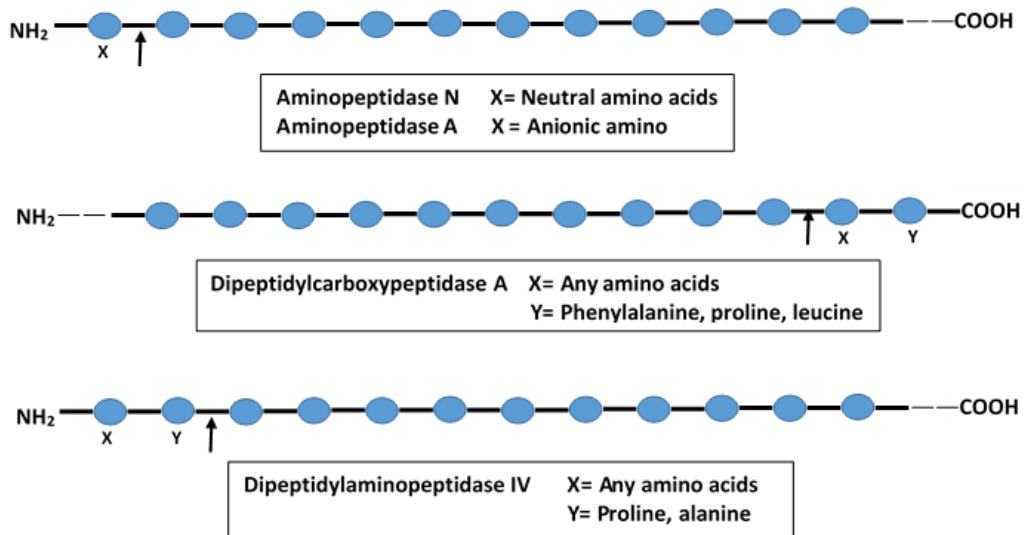 NH2 COOH
X
Aminopeptidase N X= Neutral amino acids
Aminopeptidase A X = Anionic amino
NH2 COOH
X Y
Dipeptidylcarboxypeptidase A X= Any amino acids
Y= Phenylalanine, proline, leucine
NH2 COOH
X Y
Dipeptidylaminopeptidase IV X= Any amino acids
Y= Proline, alanine